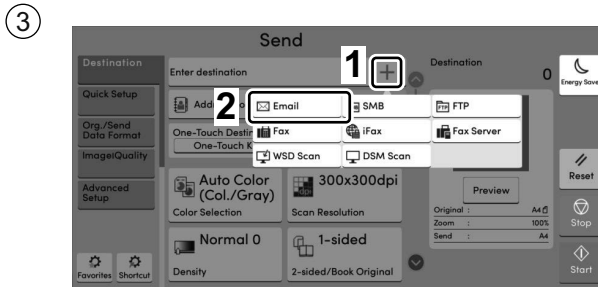 3
Send
Destination
Enter destination
1
+
Destination
0
Energy Save
Quick Setup
2
Email
SMB
FTP
Org./Send
Data Format
One-Touch Destin
One-Touch K
Fax
iFax
Fax Server
WSD Scan
DSM Scan
Image Quality
Reset
Advanced
Setup
Auto Color
(Col./Gray)
Color Selection
300x300dpi
Scan Resolution
Preview
Original : A4
Zoom : 100%
Send : A4
Stop
Normal 0
Density
1-sided
2-sided/Book Original
Favorites
Shortcut
Start